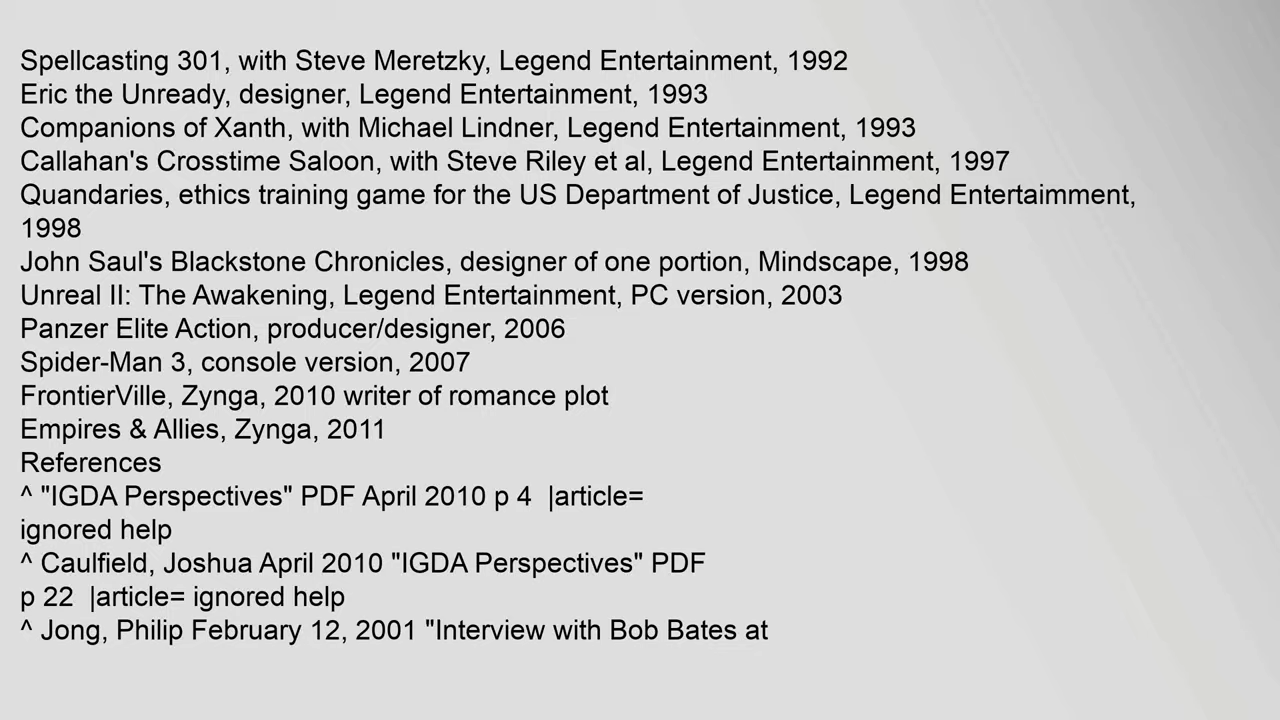 Spellcasting 301, with Steve Meretzky, Legend Entertainment, 1992
Eric the Unready, designer, Legend Entertainment, 1993
Companions of Xanth, with Michael Lindner, Legend Entertainment, 1993
Callahan's Crosstime Saloon, with Steve Riley et al, Legend Entertainment, 1997
Quandaries, ethics training game for the US Department of Justice, Legend Entertaimment,
1998
John Saul's Blackstone Chronicles, designer of one portion, Mindscape, 1998
Unreal II: The Awakening, Legend Entertainment, PC version, 2003
Panzer Elite Action, producer/designer, 2006
Spider-Man 3, console version, 2007
FrontierVille, Zynga, 2010 writer of romance plot
Empires & Allies, Zynga, 2011
References
^ "IGDA Perspectives" PDF April 2010 p 4  |article=
ignored help
^ Caulfield, Joshua April 2010 "IGDA Perspectives" PDF
p 22  |article= ignored help
^ Jong, Philip February 12, 2001 "Interview with Bob Bates at